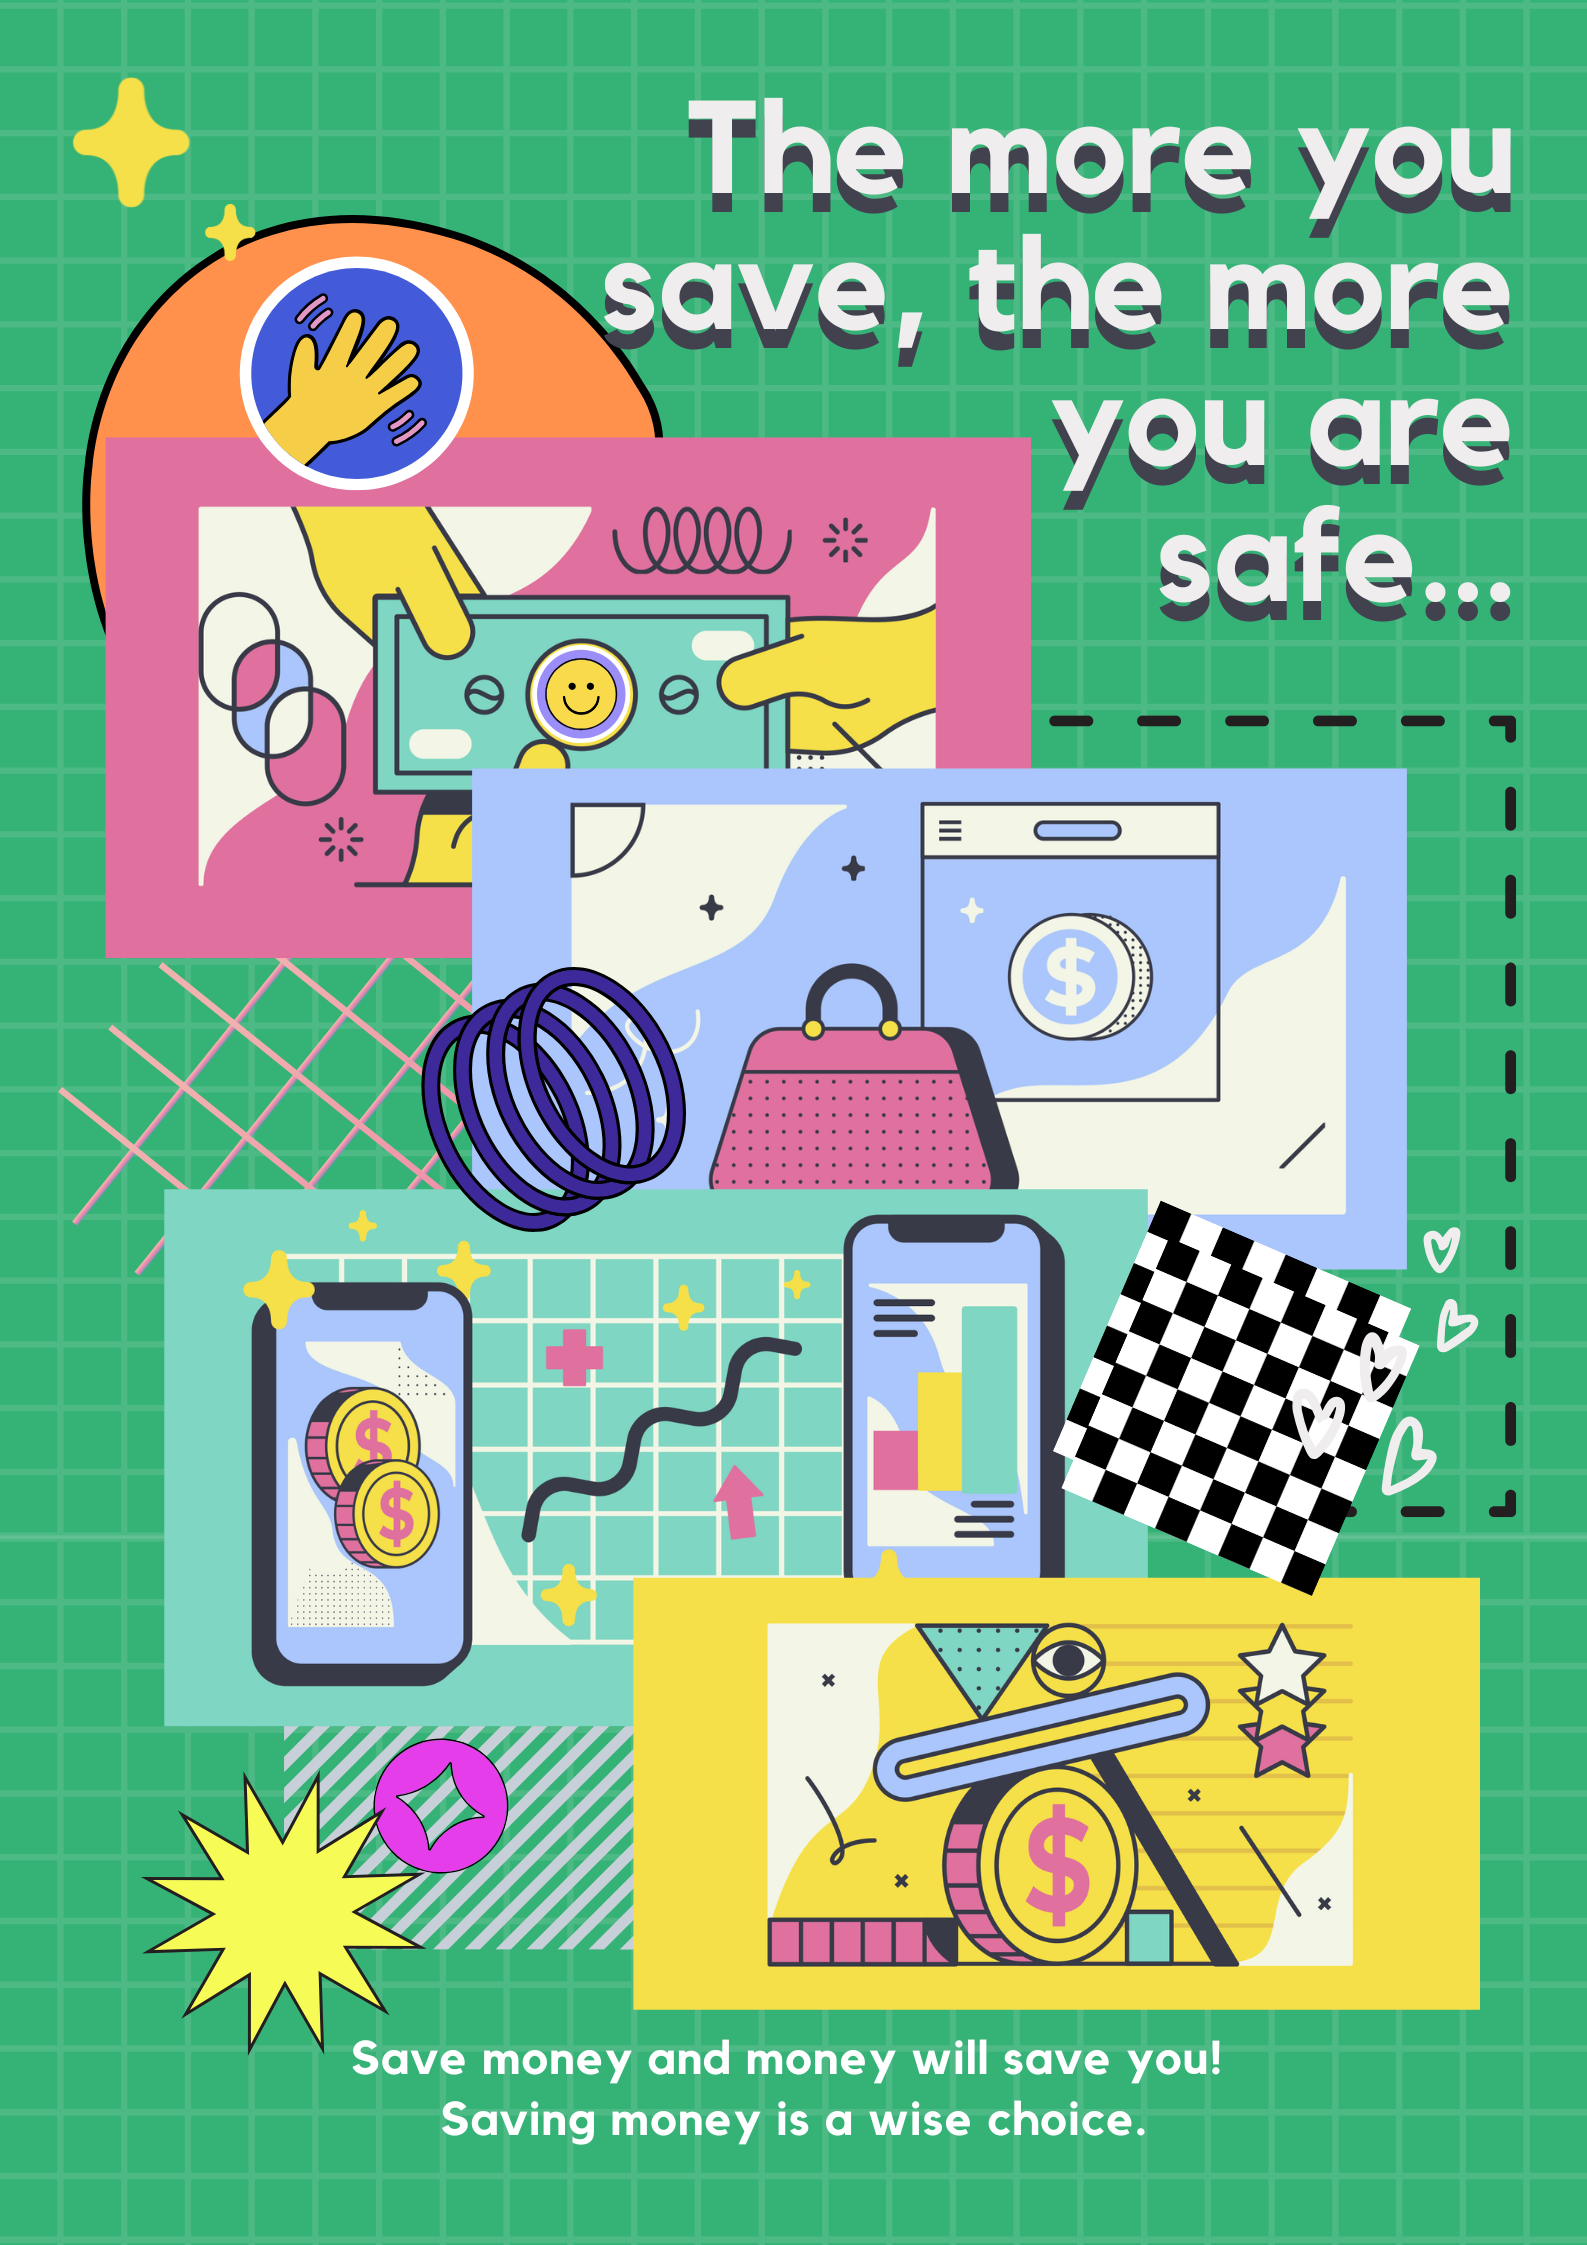 The more you
save, the more
you are
safe...
$
$
$
$
Save money and money will save you!
Saving money is a wise choice.